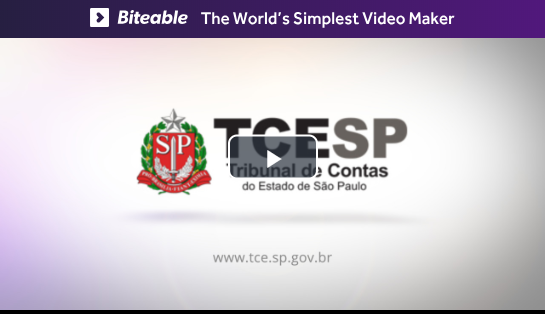 Biteable The World's Simplest Video Maker
SP
TCESP
Tribunal de Contas
do Estado de São Paulo
www.tce.sp.gov.br